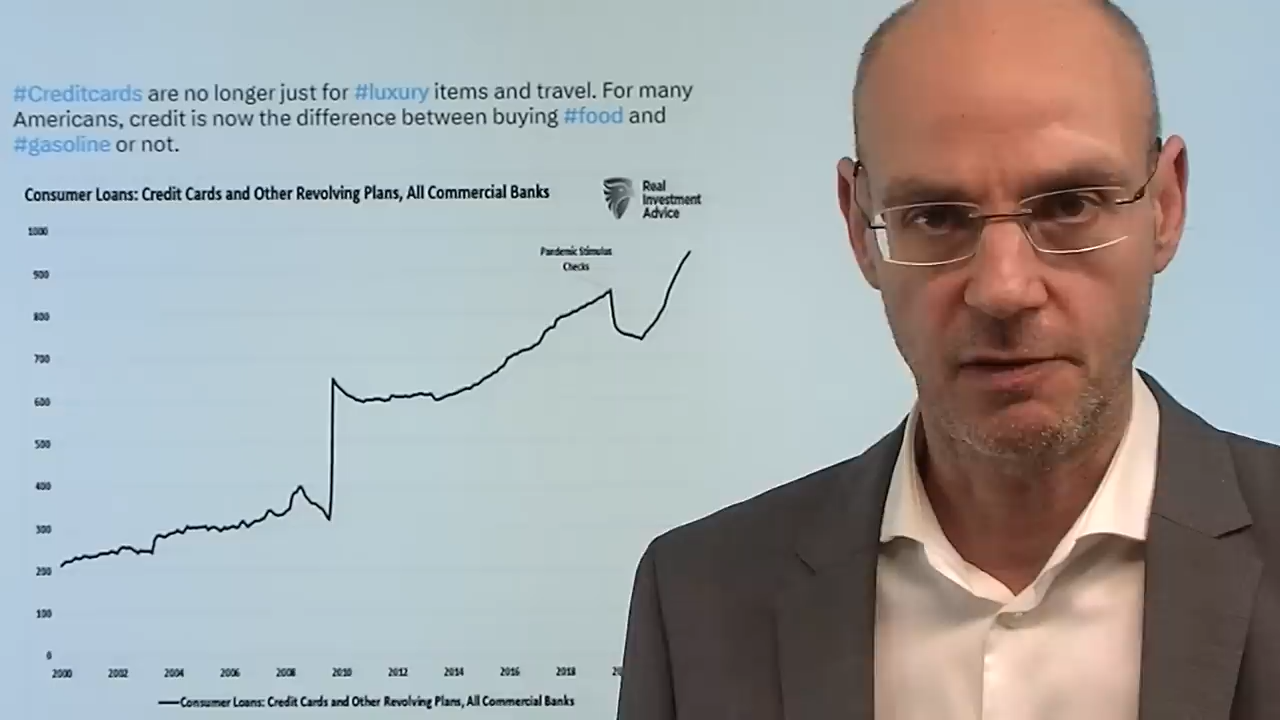 #Creditcards are no longer just for #luxury items and travel. For many
Americans, credit is now the difference between buying #food and
#gasoline or not.
Consumer Loans: Credit Cards and Other Revolving Plans, All Commercial Banks
Real
Investment
Advice
1000
Pandemic Stimulus
Checks
900
800
700
600
500
400
300
200
100
0
2000 2002 2004 2006 2008 2010 2012 2014 2016 2018
Consumer Loans: Credit Cards and Other Revolving Plans, All Commercial Banks